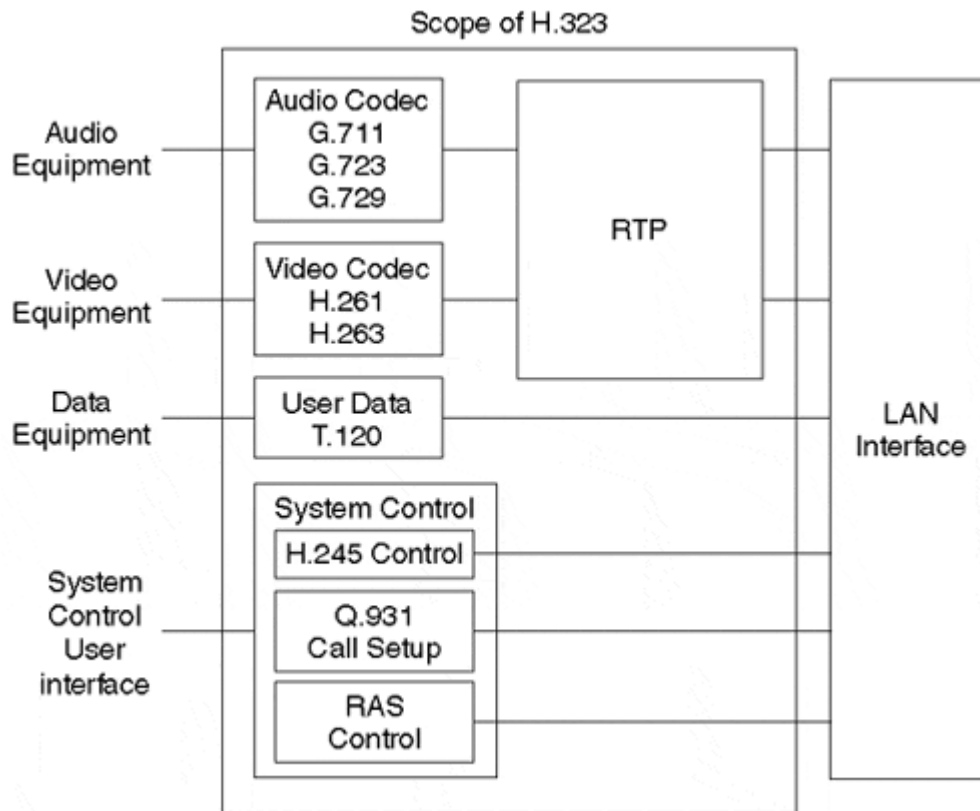 Scope of H.323
Audio
Equipment
Audio Codec
G.711
G.723
G.729
RTP
Video
Equipment
Video Codec
H.261
H.263
Data
Equipment
User Data
T.120
LAN
Interface
System
Control
User
interface
System Control
H.245 Control
Q.931
Call Setup
RAS
Control